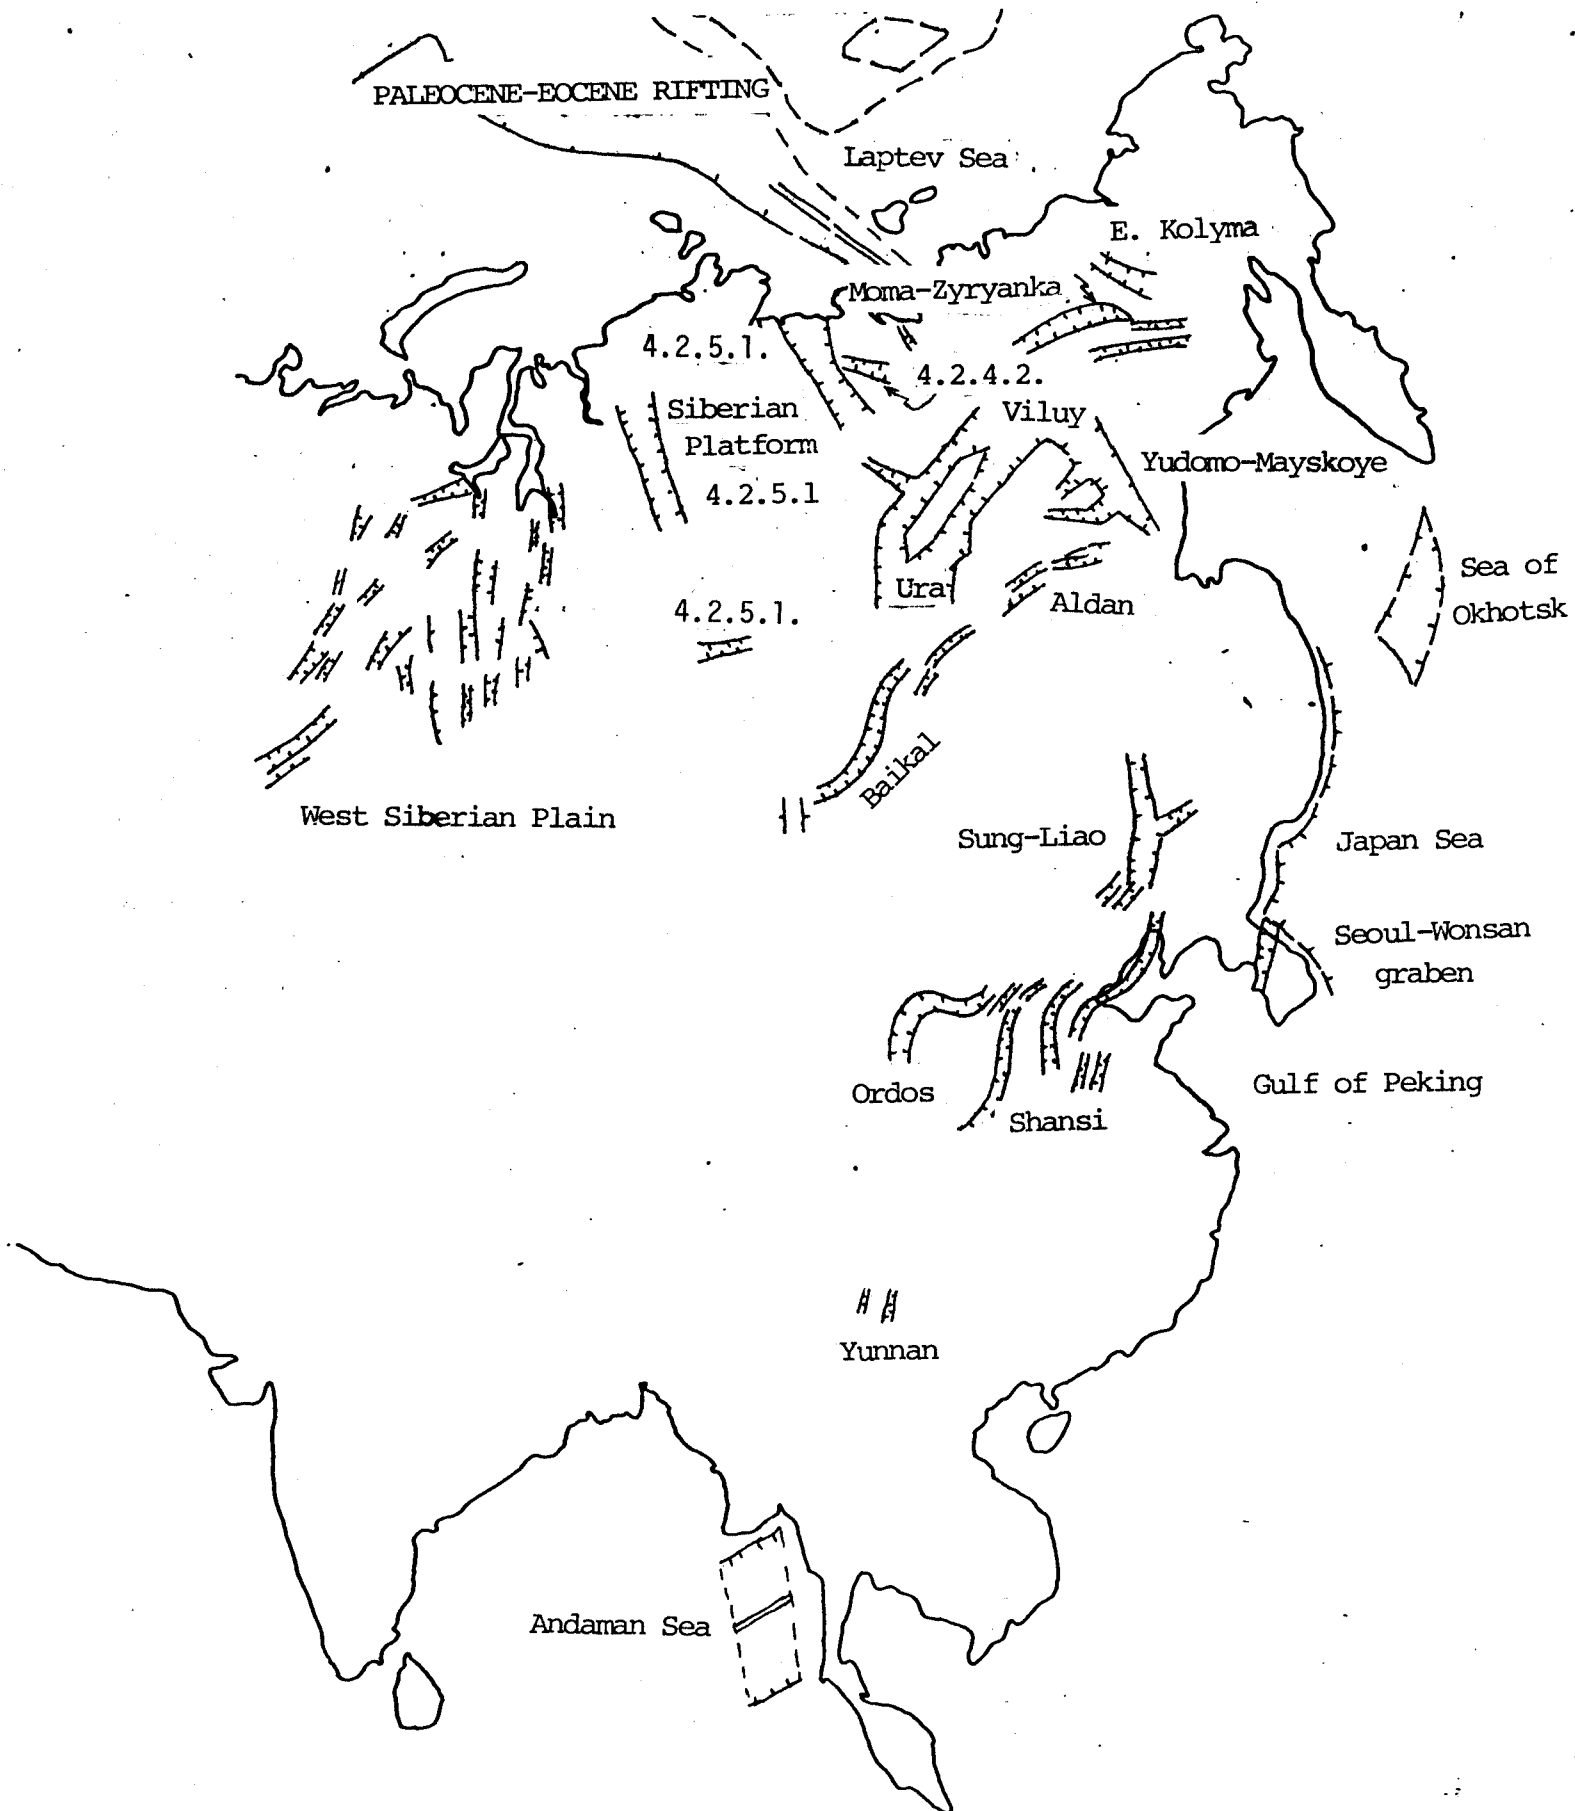 PALEOCENE-EOCENE RIFTING
Laptev Sea
E. Kolyma
Moma-Zyryanka
4.2.5.1.
4.2.4.2.
Siberian
Platform
Viluy
Yudomo-Mayskoye
4.2.5.1
Sea of
Okhotsk
Ura
Aldan
4.2.5.1.
Baikal
West Siberian Plain
Sung-Liao
Japan Sea
Seoul-Wonsan
graben
Ordos
Shansi
Gulf of Peking
Yunnan
Andaman Sea